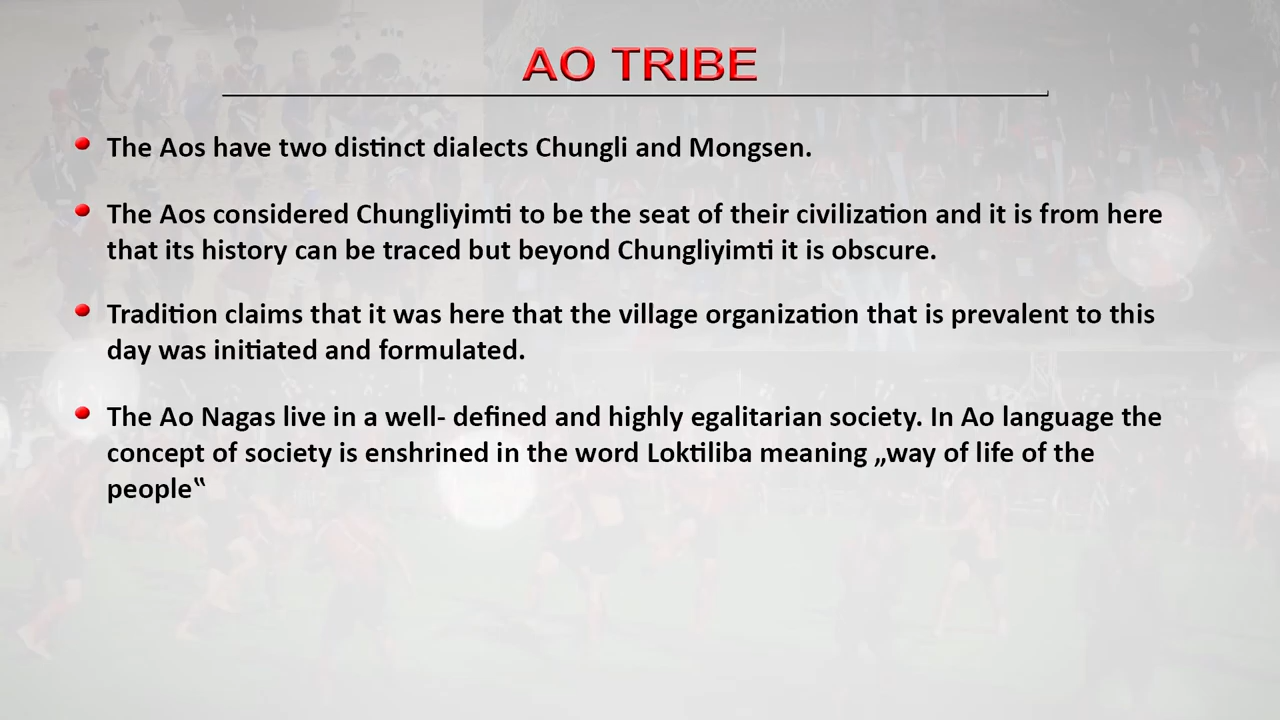 AO TRIBE
The Aos have two distinct dialects Chungli and Mongsen.
The Aos considered Chungliyimti to be the seat of their civilization and it is from here
that its history can be traced but beyond Chungliyimti it is obscure.
Tradition claims that it was here that the village organization that is prevalent to this
day was initiated and formulated.
The Ao Nagas live in a well- defined and highly egalitarian society. In Ao language the
concept of society is enshrined in the word Loktiliba meaning „way of life of the
people‟